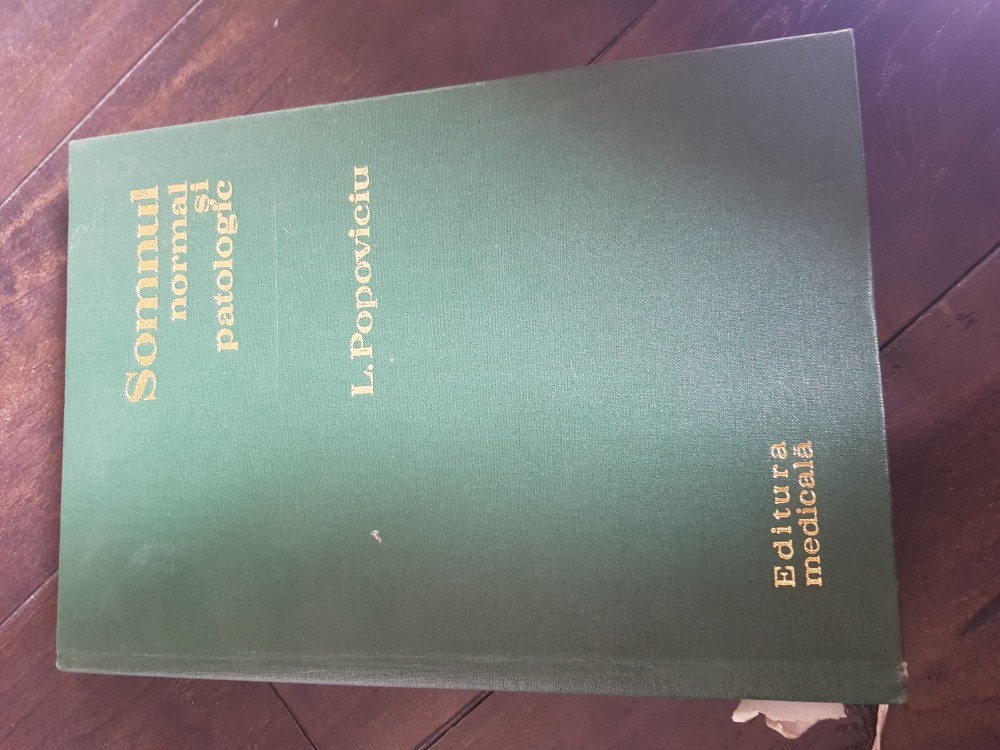 Somnul
normal
și
patologic
L. Popoviciu
Editura
medicală